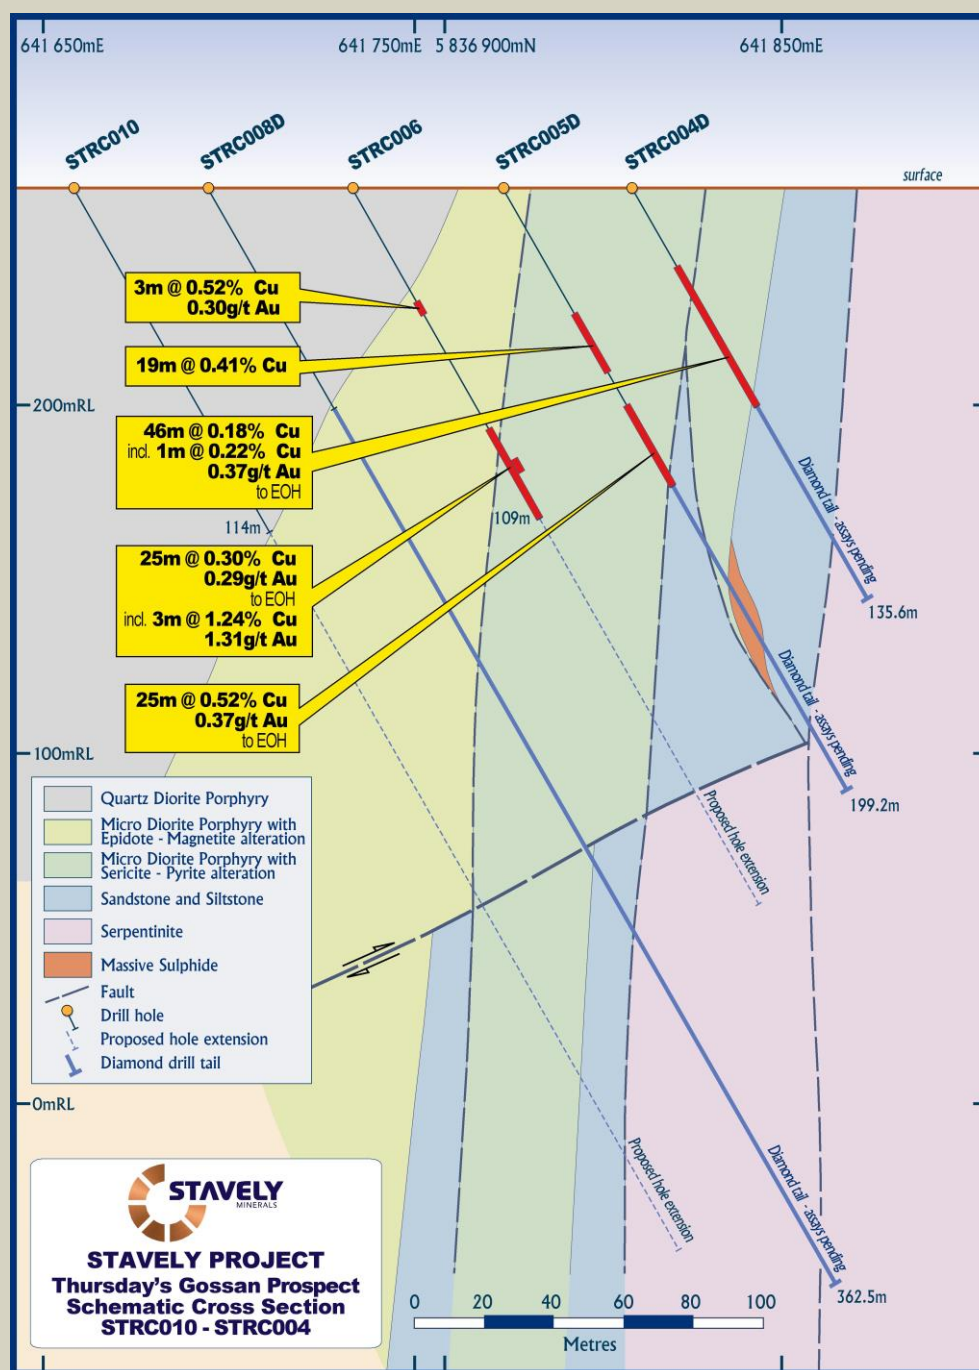 641 650mE
641 750mE
5 836 900mN
641 850mE
STRC010
STRC008D
STRC006
STRC005D
STRC004D
surface
3m @ 0.52% Cu
0.30g/t Au
19m @ 0.41% Cu
200mRL
46m @ 0.18% Cu
incl. 1m @ 0.22% Cu
0.37g/t Au
to EOH
114m
109m
25m @ 0.30% Cu
0.29g/t Au
to EOH
incl. 3m @ 1.24% Cu
1.31g/t Au
25m @ 0.52% Cu
0.37g/t Au
to EOH
Diamond tail - assays pending
135.6m
Diamond tail - assays pending
199.2m
100mRL
Proposed hole extension
Quartz Diorite Porphyry
Micro Diorite Porphyry with
Epidote - Magnetite alteration
Micro Diorite Porphyry with
Sericite - Pyrite alteration
Sandstone and Siltstone
Serpentinite
Massive Sulphide
Fault
Drill hole
Proposed hole extension
Diamond drill tail
0mRL
Proposed hole extension
Diamond tail - assays pending
362.5m
STAVELY
MINERALS
STAVELY PROJECT
Thursday's Gossan Prospect
Schematic Cross Section
STRC010 - STRC004
0 20 40 60 80 100
Metres